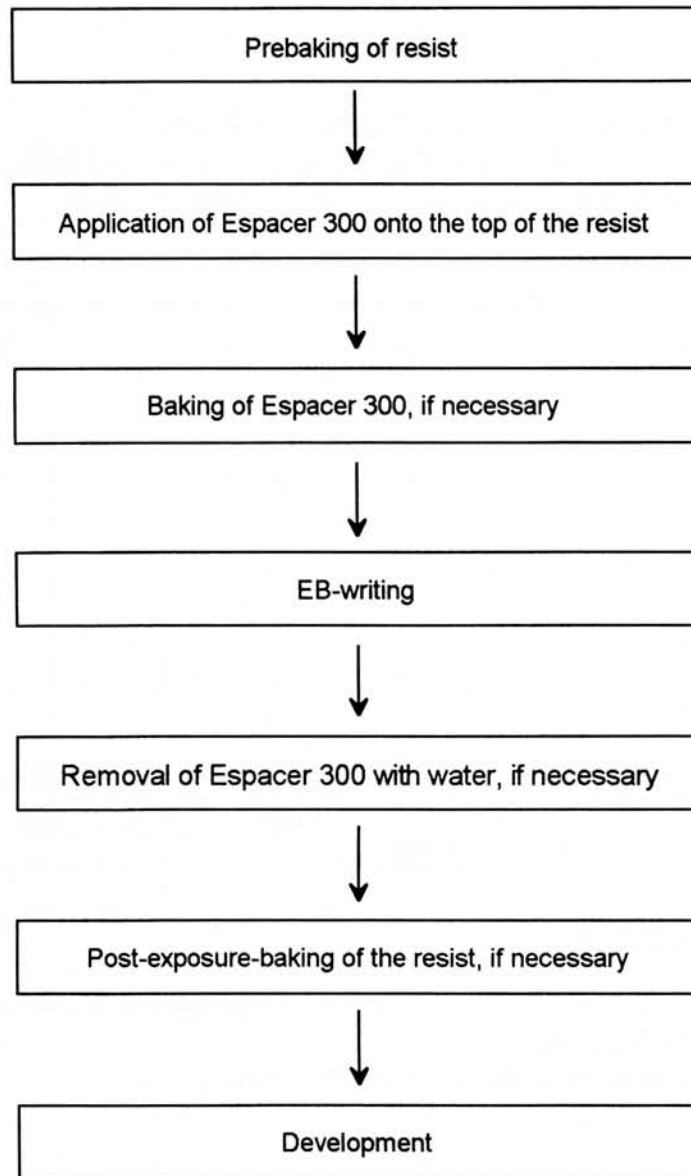 Prebaking of resist
Application of Espacer 300 onto the top of the resist
Baking of Espacer 300, if necessary
EB-writing
Removal of Espacer 300 with water, if necessary
Post-exposure-baking of the resist, if necessary
Development